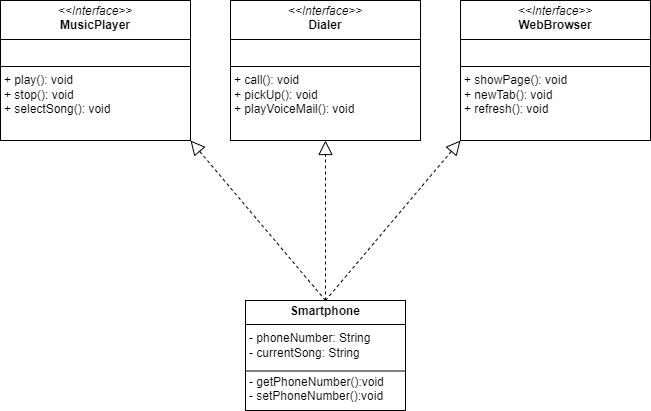 <<Interface>>
MusicPlayer
+ play(): void
+ stop(): void
+ selectSong(): void
<<Interface>>
Dialer
+ call(): void
+ pickUp(): void
+ playVoiceMail(): void
<<Interface>>
WebBrowser
+ showPage(): void
+ newTab(): void
+ refresh(): void
Smartphone
- phoneNumber: String
- currentSong: String
- getPhoneNumber():void
- setPhoneNumber():void